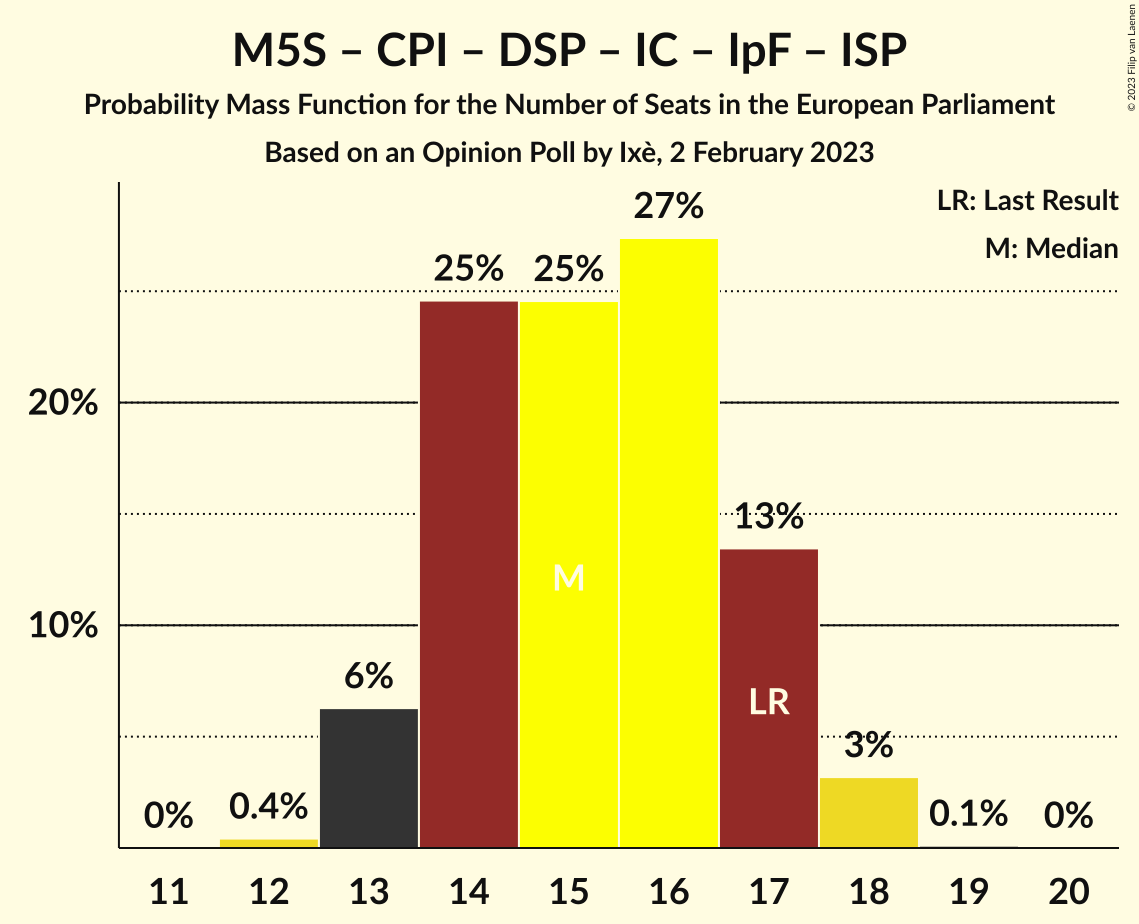 M5S – CPI – DSP – IC – IpF – ISP
Probability Mass Function for the Number of Seats in the European Parliament
Based on an Opinion Poll by Ixè, 2 February 2023
© 2023 Filip van Laenen
LR: Last Result
M: Median
27%
25% 25%
20%
13%
M
10%
6%
LR
3%
0% 0.4% 0.1% 0%
11 12 13 14 15 16 17 18 19 20